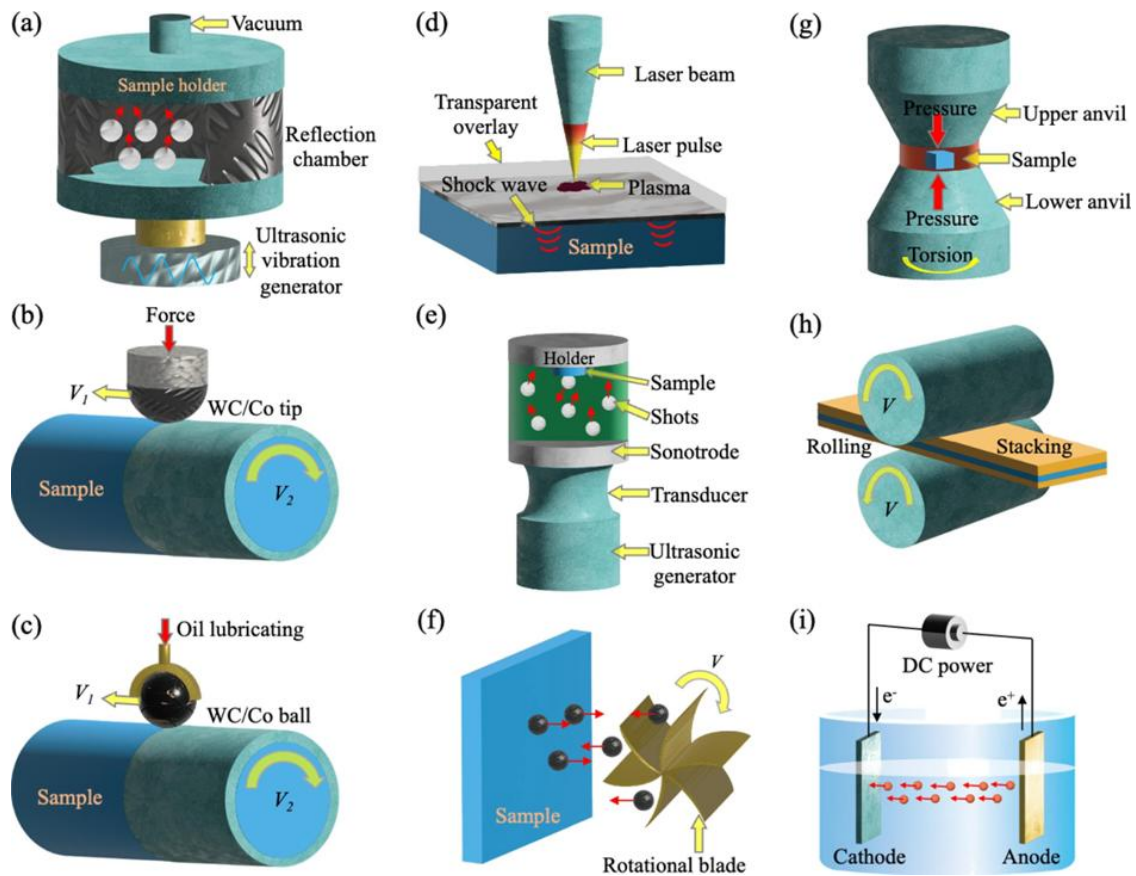 (a)
Vacuum
Sample holder
Reflection
chamber
Ultrasonic
vibration
generator
(b)
Force
V1
WC/Co tip
Sample
V2
(c)
Oil lubricating
V1
WC/Co ball
Sample
V2
(d)
Laser beam
Transparent
overlay
Laser pulse
Shock wave
Plasma
Sample
(e)
Holder
Sample
Shots
Sonotrode
Transducer
Ultrasonic
generator
(f)
V
Sample
Rotational blade
(g)
Pressure
Upper anvil
Sample
Pressure
Lower anvil
Torsion
(h)
V
Rolling
Stacking
V
(i)
DC power
e-
e+
Cathode
Anode